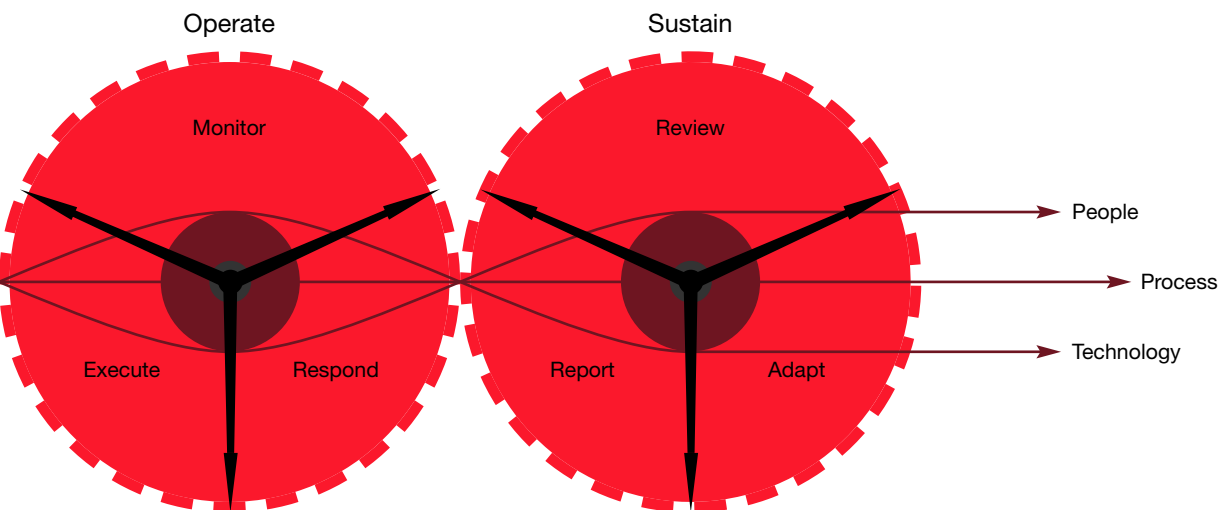 Operate
Sustain
Monitor
Review
People
Process
Technology
Execute
Respond
Report
Adapt